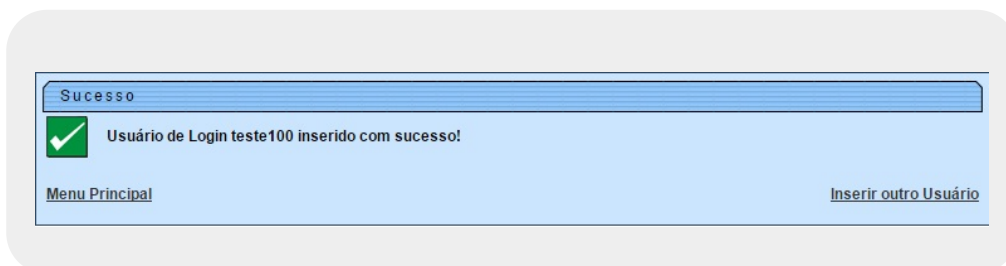 Sucesso
Usuário de Login teste100 inserido com sucesso!
Menu Principal
Inserir outro Usuário